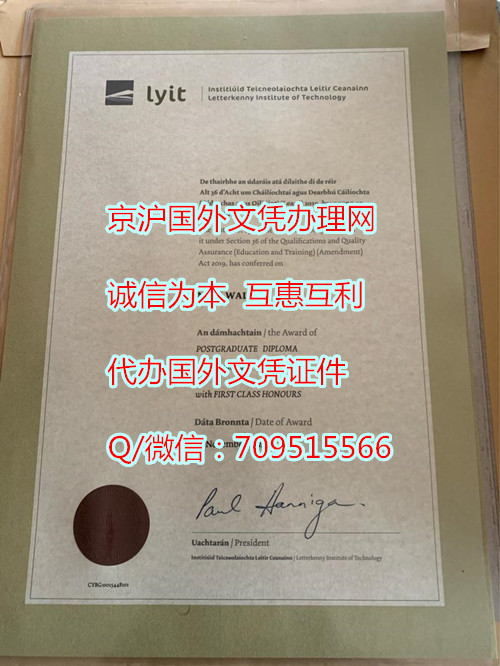 lyit
Institiúid Teicneolaíochta Leitir Ceanainn
Letterkenny Institute of Technology
De thairbhe an údaráis atá dílsithe di de réir
Alt 36 d'Acht um Cháilíochtaí agus Dearbhú Cáilíochta
京沪国外文凭办理网
it under Section 36 of the Qualifications and Quality
Assurance (Education and Training) (Amendment)
Act 2019, has conferred on
诚信为本 互惠互利
An dámhachtain / the Award of
POSTGRADUATE DIPLOMA
代办国外文凭证件
with FIRST CLASS HONOURS
Dáta Bronnta / Date of Award
Q/微信：709515566
Paul Hannigan
Uachtarán / President
Institiúid Teicneolaíochta Leitir Ceanainn / Letterkenny Institute of Technology